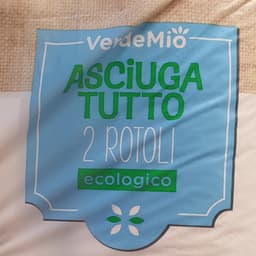 VerdeMio
ASCIUGA
TUTTO
2 ROTOLI
ecologico